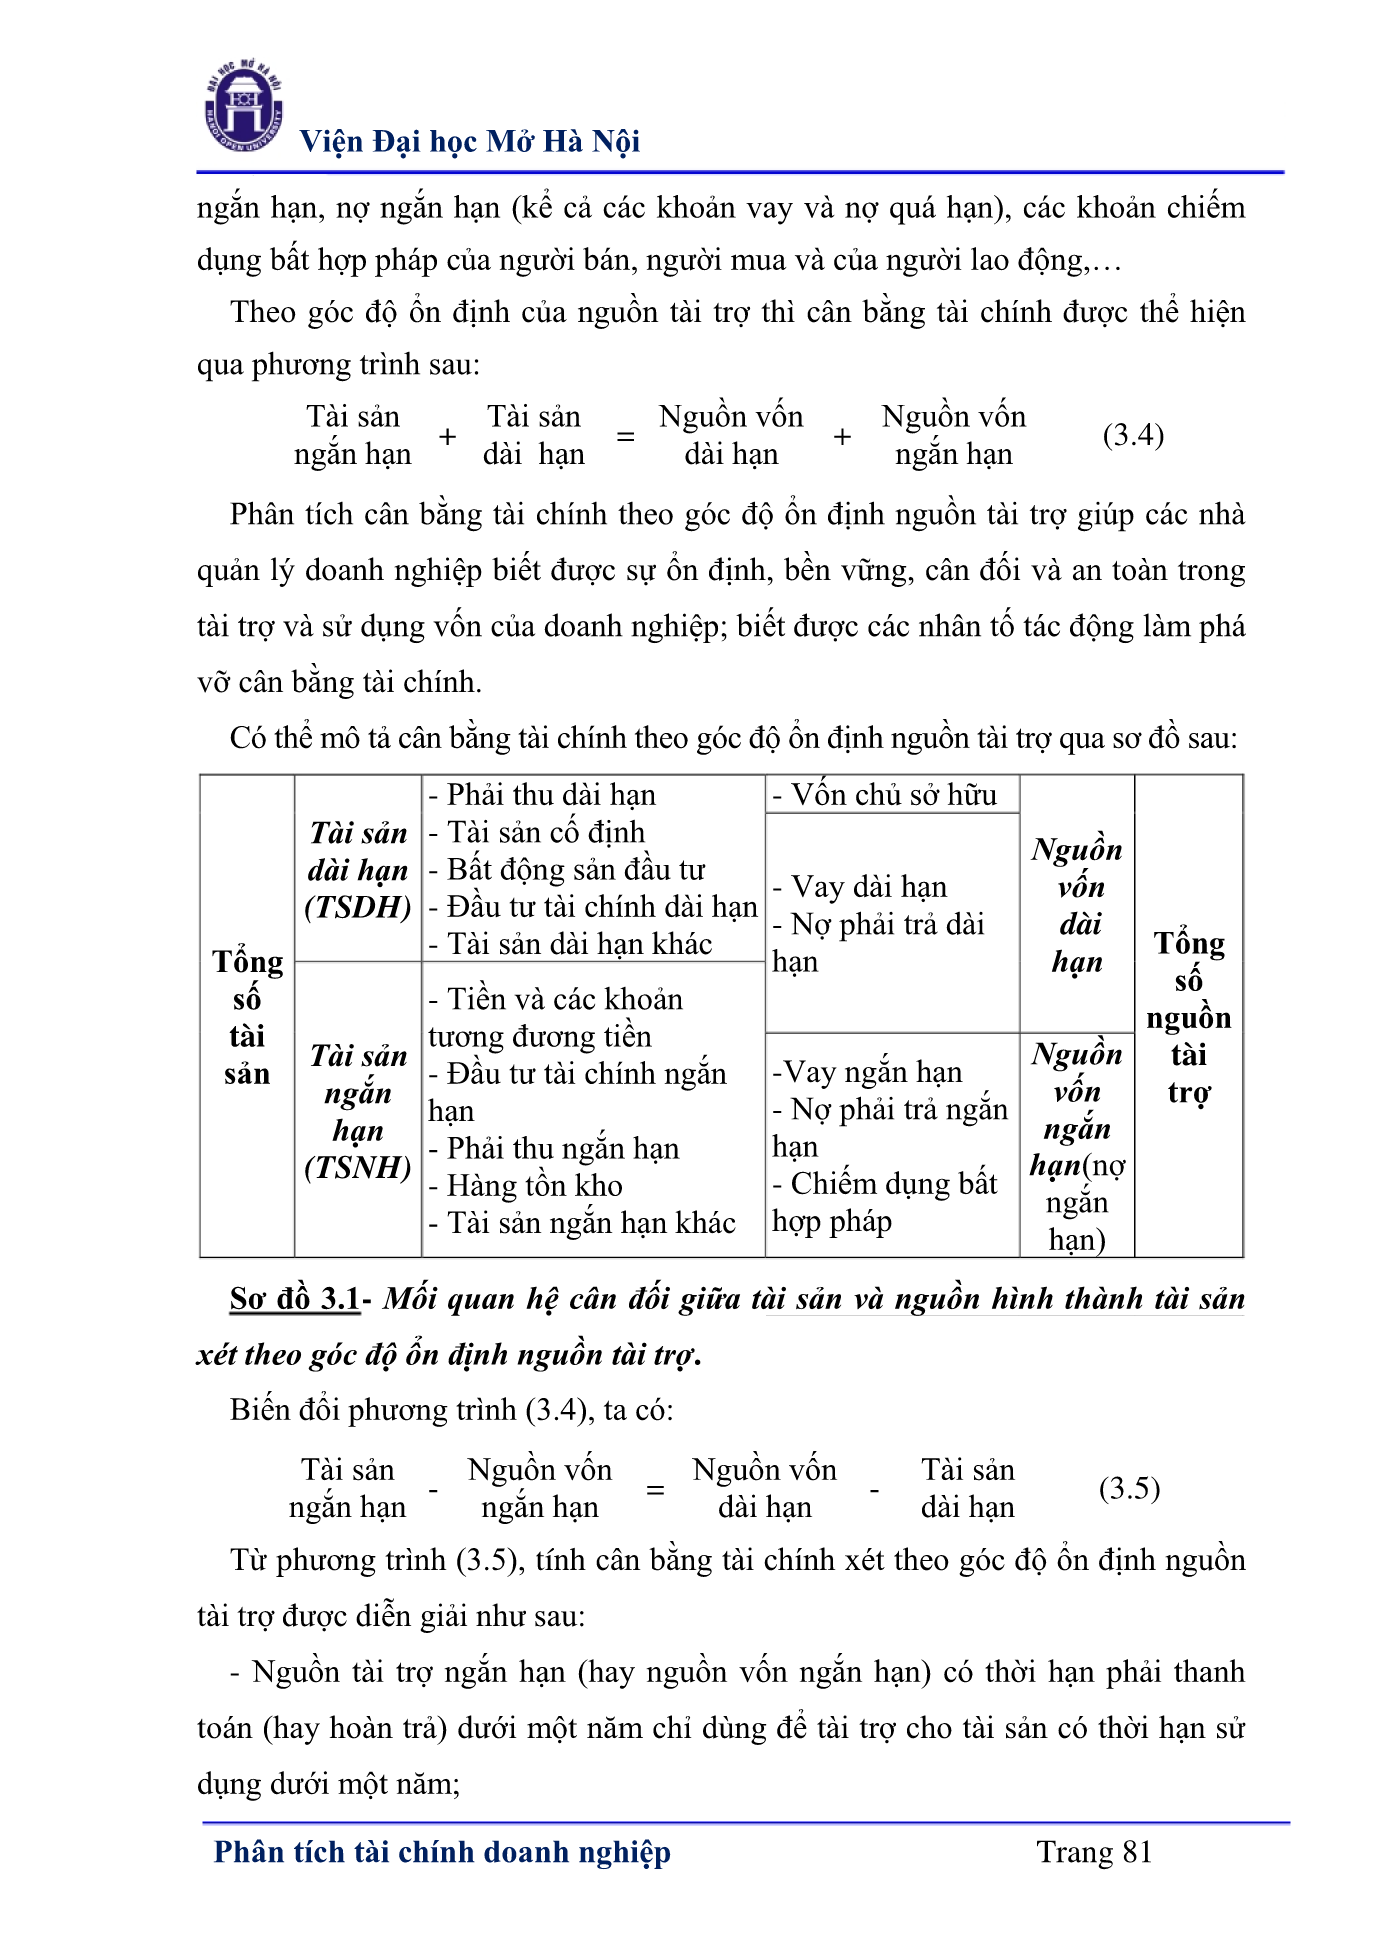 ĐẠI HỌC MỞ HÀ NỘI
HANOI OPEN UNIVERSITY
Viện Đại học Mở Hà Nội
ngắn hạn, nợ ngắn hạn (kể cả các khoản vay và nợ quá hạn), các khoản chiếm
dụng bất hợp pháp của người bán, người mua và của người lao động,…
Theo góc độ ổn định của nguồn tài trợ thì cân bằng tài chính được thể hiện
qua phương trình sau:
Tài sản ngắn hạn + Tài sản dài hạn = Nguồn vốn dài hạn + Nguồn vốn ngắn hạn (3.4)
Phân tích cân bằng tài chính theo góc độ ổn định nguồn tài trợ giúp các nhà
quản lý doanh nghiệp biết được sự ổn định, bền vững, cân đối và an toàn trong
tài trợ và sử dụng vốn của doanh nghiệp; biết được các nhân tố tác động làm phá
vỡ cân bằng tài chính.
Có thể mô tả cân bằng tài chính theo góc độ ổn định nguồn tài trợ qua sơ đồ sau:
Tổng
số
tài
sản
Tài sản
dài hạn
(TSDH)
- Phải thu dài hạn
- Tài sản cố định
- Bất động sản đầu tư
- Đầu tư tài chính dài hạn
- Tài sản dài hạn khác
- Vốn chủ sở hữu
- Vay dài hạn
- Nợ phải trả dài
hạn
Nguồn
vốn
dài
hạn
Tổng
số
nguồn
tài
trợ
Tài sản
ngắn
hạn
(TSNH)
- Tiền và các khoản
tương đương tiền
- Đầu tư tài chính ngắn
hạn
- Phải thu ngắn hạn
- Hàng tồn kho
- Tài sản ngắn hạn khác
-Vay ngắn hạn
- Nợ phải trả ngắn
hạn
- Chiếm dụng bất
hợp pháp
Nguồn
vốn
ngắn
hạn(nợ
ngắn
hạn)
Sơ đồ 3.1- Mối quan hệ cân đối giữa tài sản và nguồn hình thành tài sản
xét theo góc độ ổn định nguồn tài trợ.
Biến đổi phương trình (3.4), ta có:
Tài sản ngắn hạn - Nguồn vốn ngắn hạn = Nguồn vốn dài hạn - Tài sản dài hạn (3.5)
Từ phương trình (3.5), tính cân bằng tài chính xét theo góc độ ổn định nguồn
tài trợ được diễn giải như sau:
- Nguồn tài trợ ngắn hạn (hay nguồn vốn ngắn hạn) có thời hạn phải thanh
toán (hay hoàn trả) dưới một năm chỉ dùng để tài trợ cho tài sản có thời hạn sử
dụng dưới một năm;
Phân tích tài chính doanh nghiệp Trang 81